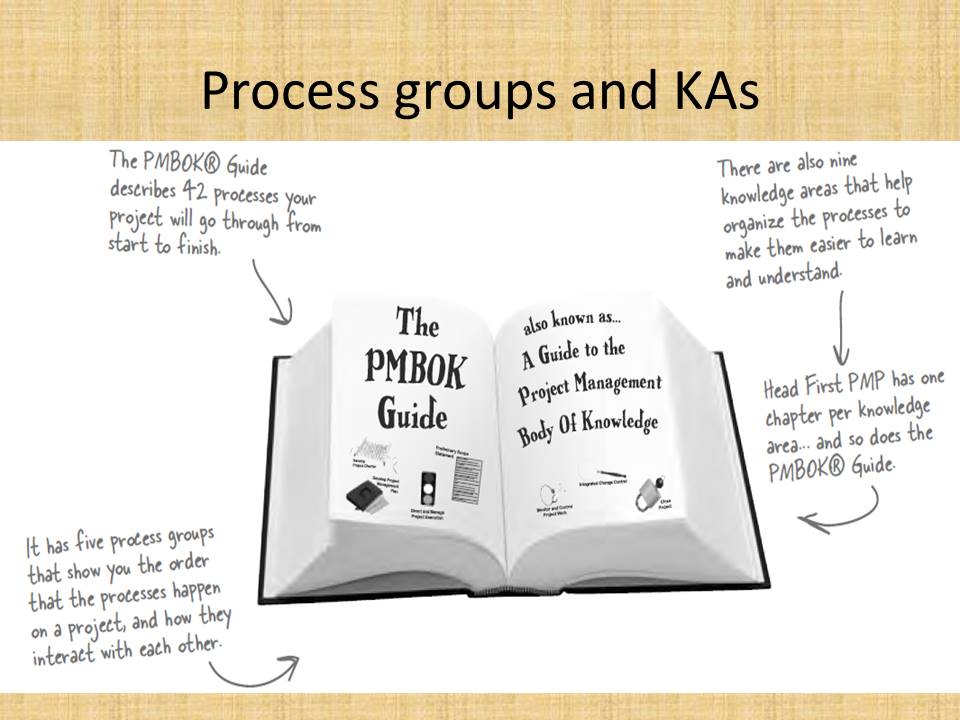 Process groups and KAs
The PMBOK® Guide
describes 42 processes your
project will go through from
start to finish.
There are also nine
knowledge areas that help
organize the processes to
make them easier to learn
and understand.
The
PMBOK
Guide
also known as...
A Guide to the
Project Management
Body Of Knowledge
Head First PMP has one
chapter per knowledge
area... and so does the
PMBOK® Guide.
Preliminary Scope
Statement
Develop
Project Charter
Develop Project
Management
Plan
Direct and Manage
Project Execution
Integrated Change Control
Monitor and Control
Project Work
Close
Project
It has five process groups
that show you the order
that the processes happen
on a project, and how they
interact with each other.